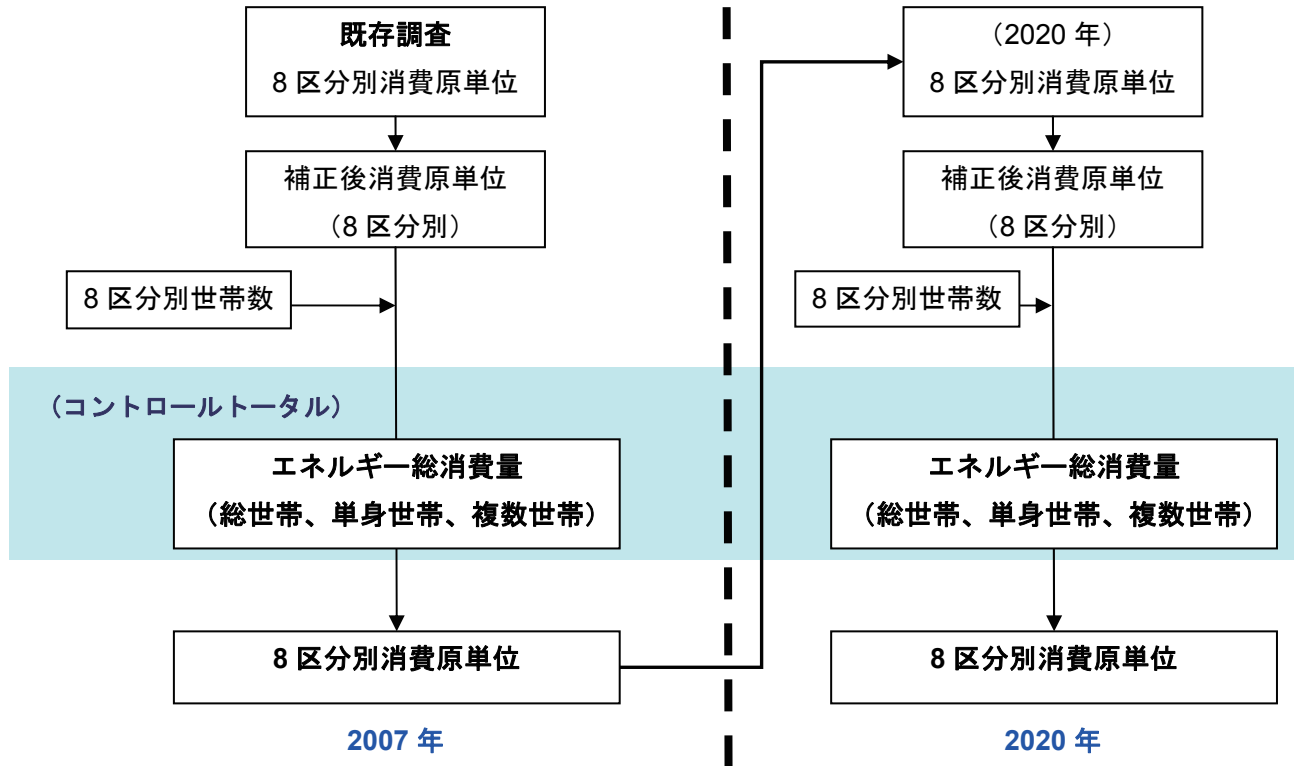 既存調査
8 区分別消費原単位
補正後消費原単位
（8 区分別）
8 区分別世帯数
（コントロールトータル）
エネルギー総消費量
（総世帯、単身世帯、複数世帯）
8 区分別消費原単位
2007 年
（2020 年）
8 区分別消費原単位
補正後消費原単位
（8 区分別）
8 区分別世帯数
エネルギー総消費量
（総世帯、単身世帯、複数世帯）
8 区分別消費原単位
2020 年